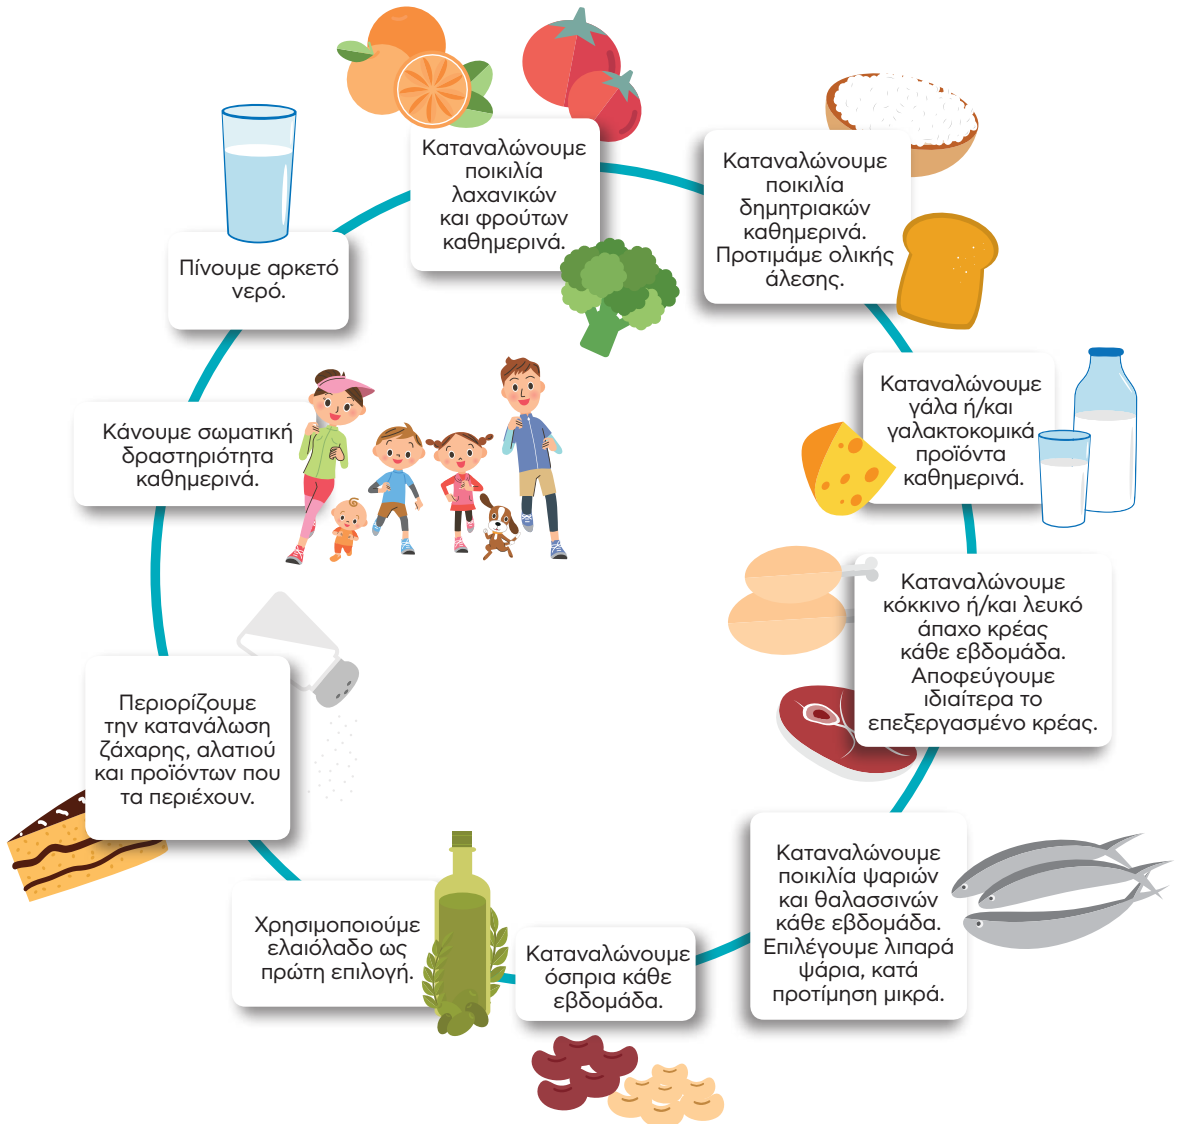 Καταναλώνουμε
ποικιλία
λαχανικών
και φρούτων
καθημερινά.
Καταναλώνουμε
ποικιλία
δημητριακών
καθημερινά.
Προτιμάμε ολικής
άλεσης.
Καταναλώνουμε
γάλα ή/και
γαλακτοκομικά
προϊόντα
καθημερινά.
Καταναλώνουμε
κόκκινο ή/και λευκό
άπαχο κρέας
κάθε εβδομάδα.
Αποφεύγουμε
ιδιαίτερα το
επεξεργασμένο κρέας.
Καταναλώνουμε
ποικιλία ψαριών
και θαλασσινών
κάθε εβδομάδα.
Επιλέγουμε λιπαρά
ψάρια, κατά
προτίμηση μικρά.
Καταναλώνουμε
όσπρια κάθε
εβδομάδα.
Χρησιμοποιούμε
ελαιόλαδο ως
πρώτη επιλογή.
Περιορίζουμε
την κατανάλωση
ζάχαρης, αλατιού
και προϊόντων που
τα περιέχουν.
Κάνουμε σωματική
δραστηριότητα
καθημερινά.
Πίνουμε αρκετό
νερό.